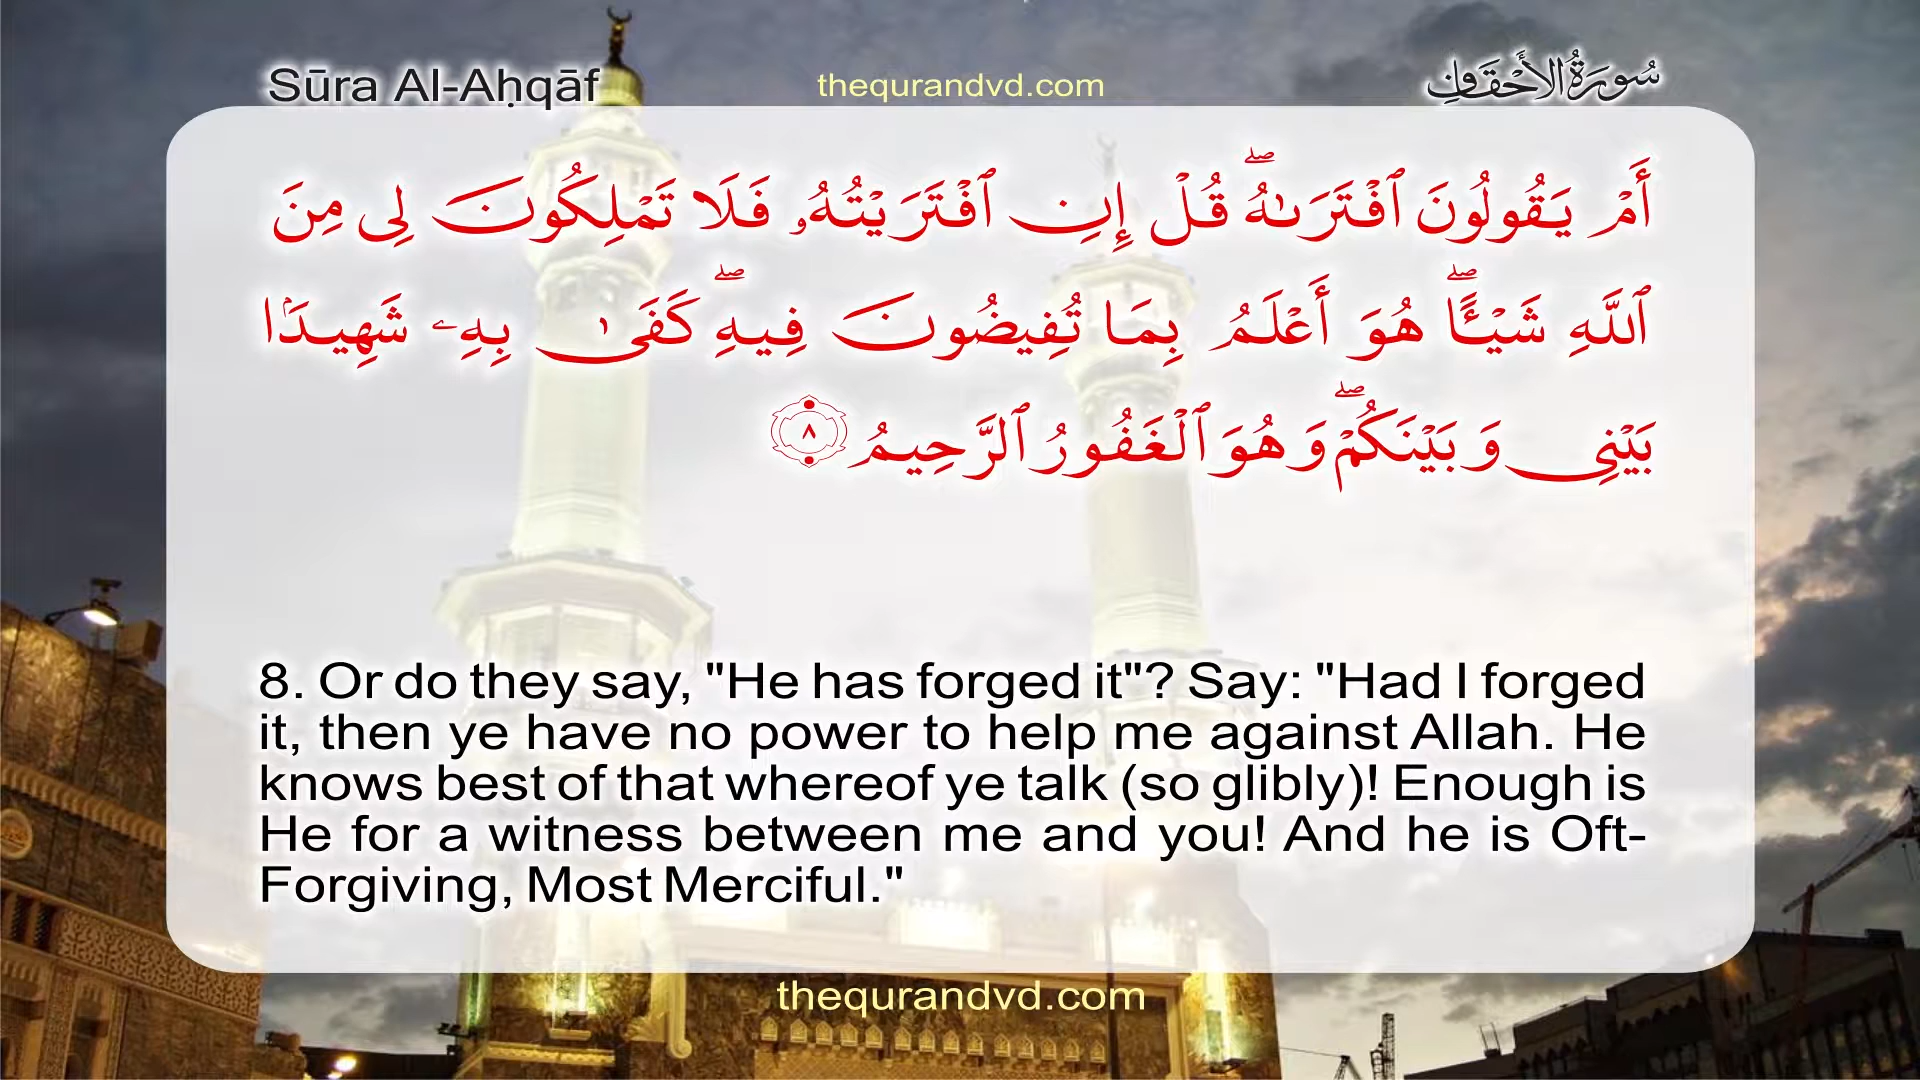 Sūra Al-Aḥqāf
thequrandvd.com
سُورَةُ الأَحْقَافِ
أَمْ يَقُولُونَ ٱفْتَرَىٰهُ ۖ قُلْ إِنِ ٱفْتَرَيْتُهُۥ فَلَا تَمْلِكُونَ لِى مِنَ
ٱللَّهِ شَيْـًٔا ۖ هُوَ أَعْلَمُ بِمَا تُفِيضُونَ فِيهِ ۖ كَفَىٰ بِهِۦ شَهِيدًۢا
بَيْنِى وَبَيْنَكُمْ ۖ وَهُوَ ٱلْغَفُورُ ٱلرَّحِيمُ ٨
8. Or do they say, "He has forged it"? Say: "Had I forged
it, then ye have no power to help me against Allah. He
knows best of that whereof ye talk (so glibly)! Enough is
He for a witness between me and you! And he is Oft-
Forgiving, Most Merciful."
thequrandvd.com